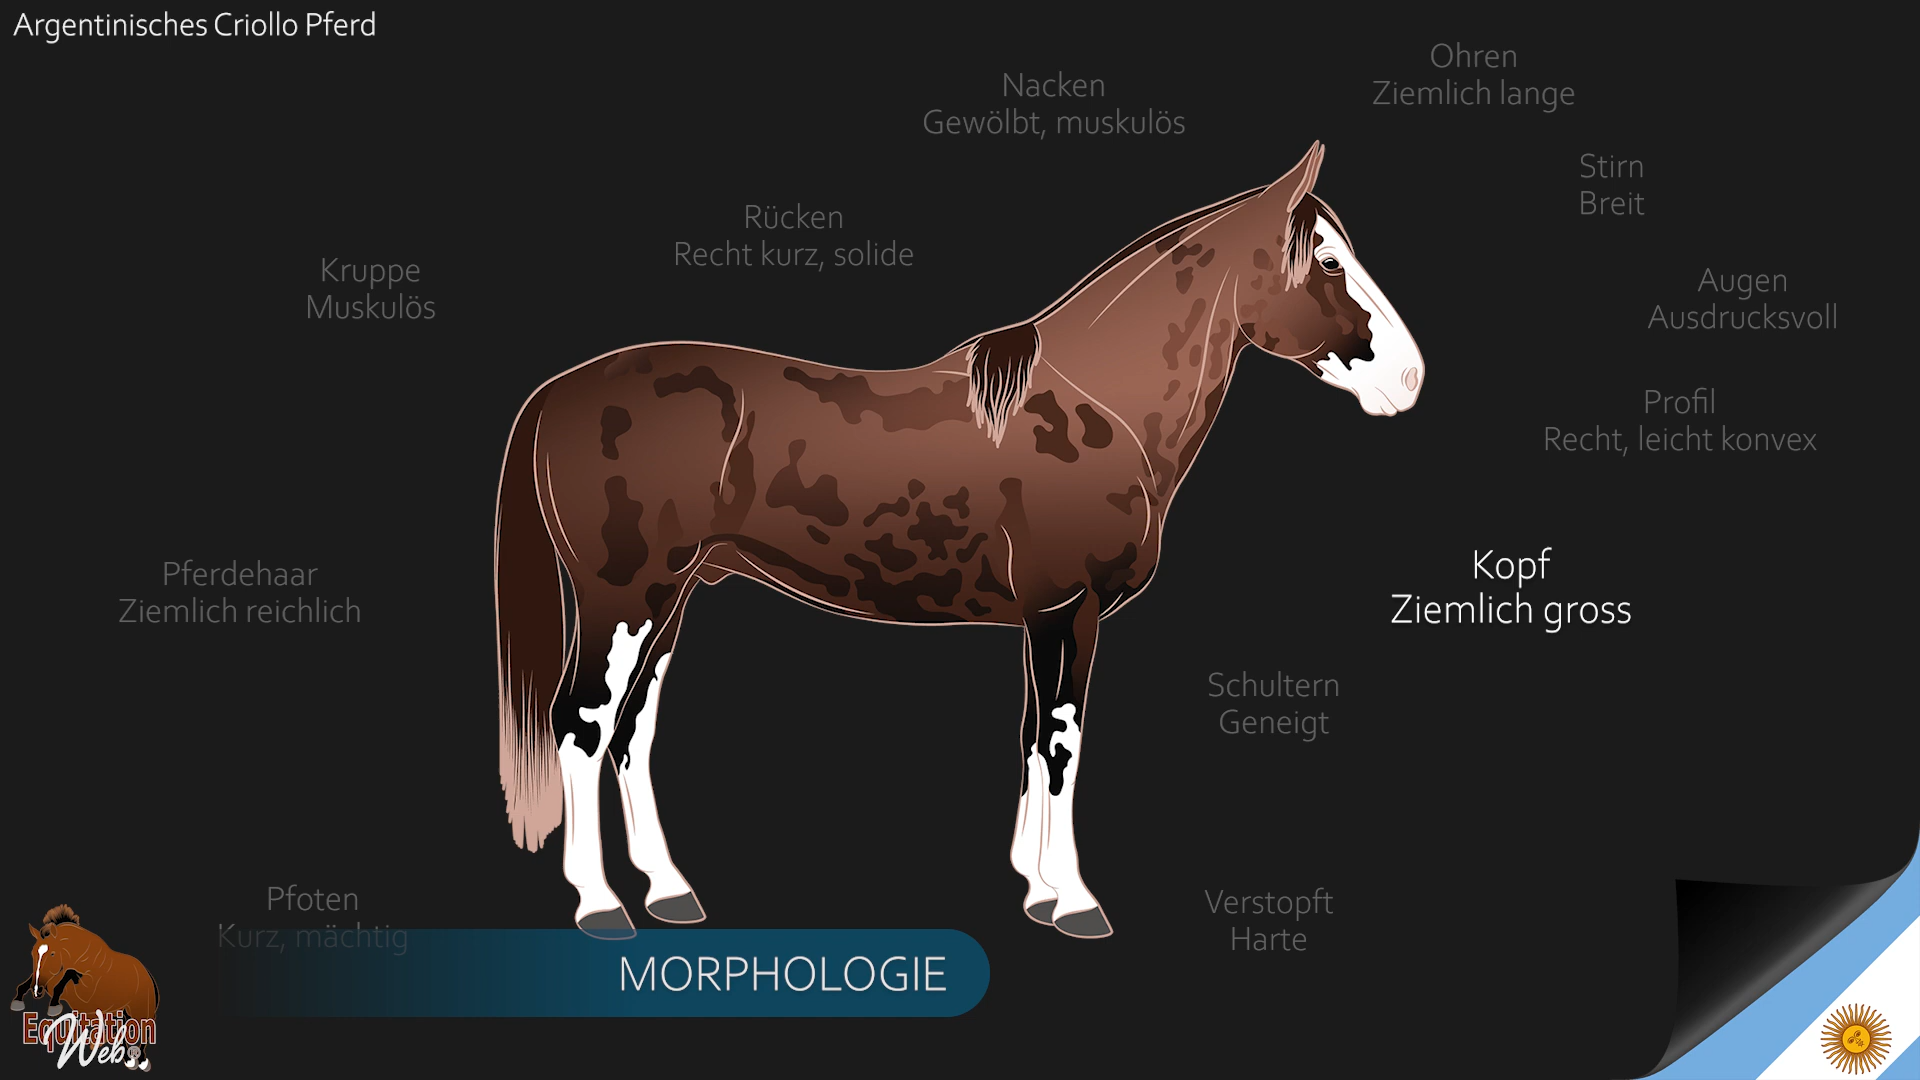 Argentinisches Criollo Pferd
Ohren
Ziemlich lange
Nacken
Gewölbt, muskulös
Stirn
Breit
Rücken
Recht kurz, solide
Kruppe
Muskulös
Augen
Ausdrucksvoll
Profil
Recht, leicht konvex
Pferdehaar
Ziemlich reichlich
Kopf
Ziemlich gross
Schultern
Geneigt
Pfoten
Kurz, mächtig
Verstopft
Harte
MORPHOLOGIE
Equitation
Webs®